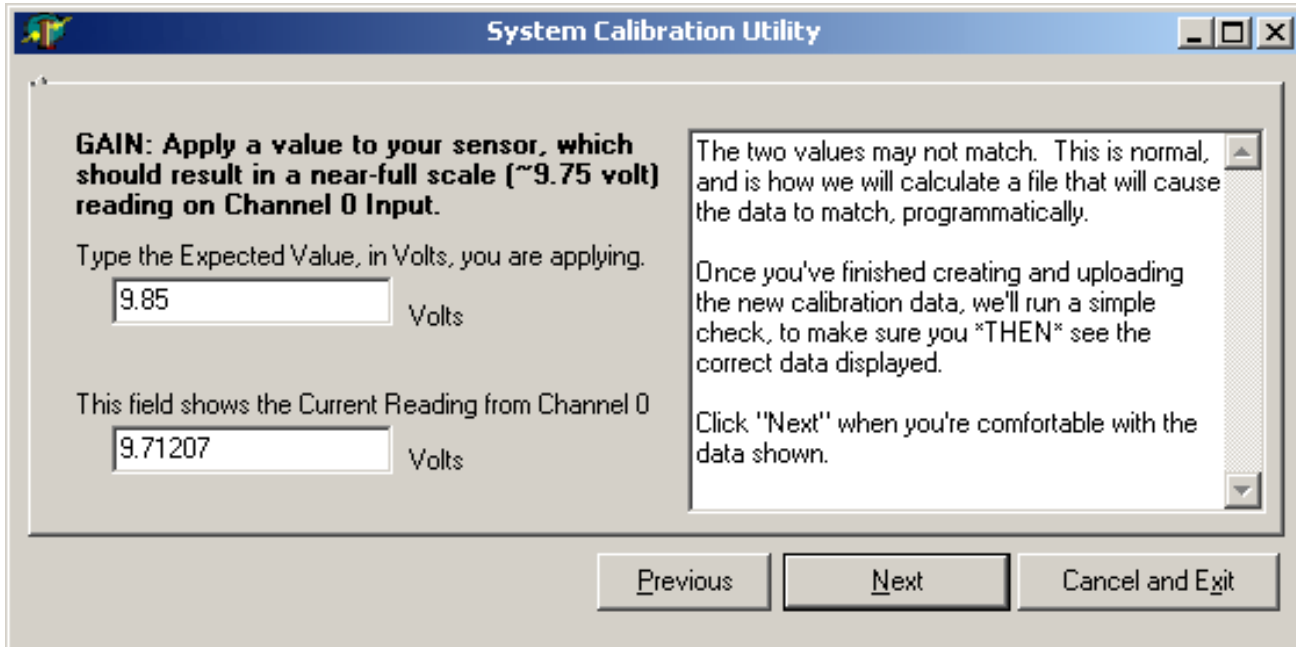 System Calibration Utility
GAIN: Apply a value to your sensor, which
should result in a near-full scale (~9.75 volt)
reading on Channel 0 Input.
Type the Expected Value, in Volts, you are applying.
9.85
Volts
This field shows the Current Reading from Channel 0
9.71207
Volts
The two values may not match.  This is normal,
and is how we will calculate a file that will cause
the data to match, programmatically.
Once you've finished creating and uploading
the new calibration data, we'll run a simple
check, to make sure you *THEN* see the
correct data displayed.
Click "Next" when you're comfortable with the
data shown.
Previous
Next
Cancel and Exit